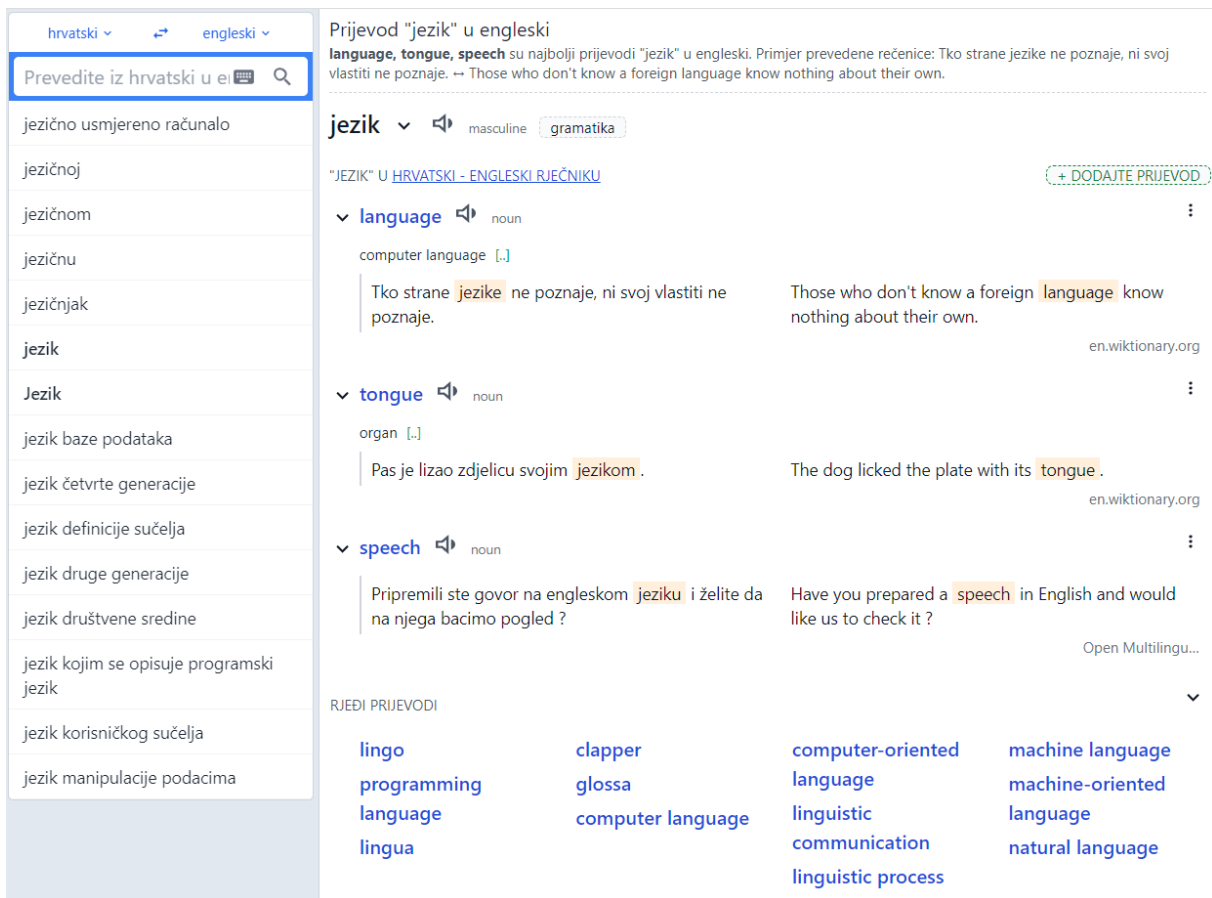 hrvatski
engleski
Prevedite iz hrvatski u e
jezično usmjereno računalo
jezičnoj
jezičnom
jezičnu
jezičnjak
jezik
Jezik
jezik baze podataka
jezik četvrte generacije
jezik definicije sučelja
jezik druge generacije
jezik društvene sredine
jezik kojim se opisuje programski
jezik
jezik korisničkog sučelja
jezik manipulacije podacima
Prijevod "jezik" u engleski
language, tongue, speech su najbolji prijevodi "jezik" u engleski. Primjer prevedene rečenice: Tko strane jezike ne poznaje, ni svoj
vlastiti ne poznaje. ↔ Those who don't know a foreign language know nothing about their own.
jezik masculine gramatika
"JEZIK" U HRVATSKI - ENGLESKI RJEČNIKU
+ DODAJTE PRIJEVOD
language noun
computer language [..]
Tko strane jezike ne poznaje, ni svoj vlastiti ne
poznaje.
Those who don't know a foreign language know
nothing about their own.
en.wiktionary.org
tongue noun
organ [..]
Pas je lizao zdjelicu svojim jezikom .
The dog licked the plate with its tongue .
en.wiktionary.org
speech noun
Pripremili ste govor na engleskom jeziku i želite da
na njega bacimo pogled ?
Have you prepared a speech in English and would
like us to check it ?
Open Multilingu...
RJEĐI PRIJEVODI
lingo
programming
language
lingua
clapper
glossa
computer language
computer-oriented
language
linguistic
communication
linguistic process
machine language
machine-oriented
language
natural language